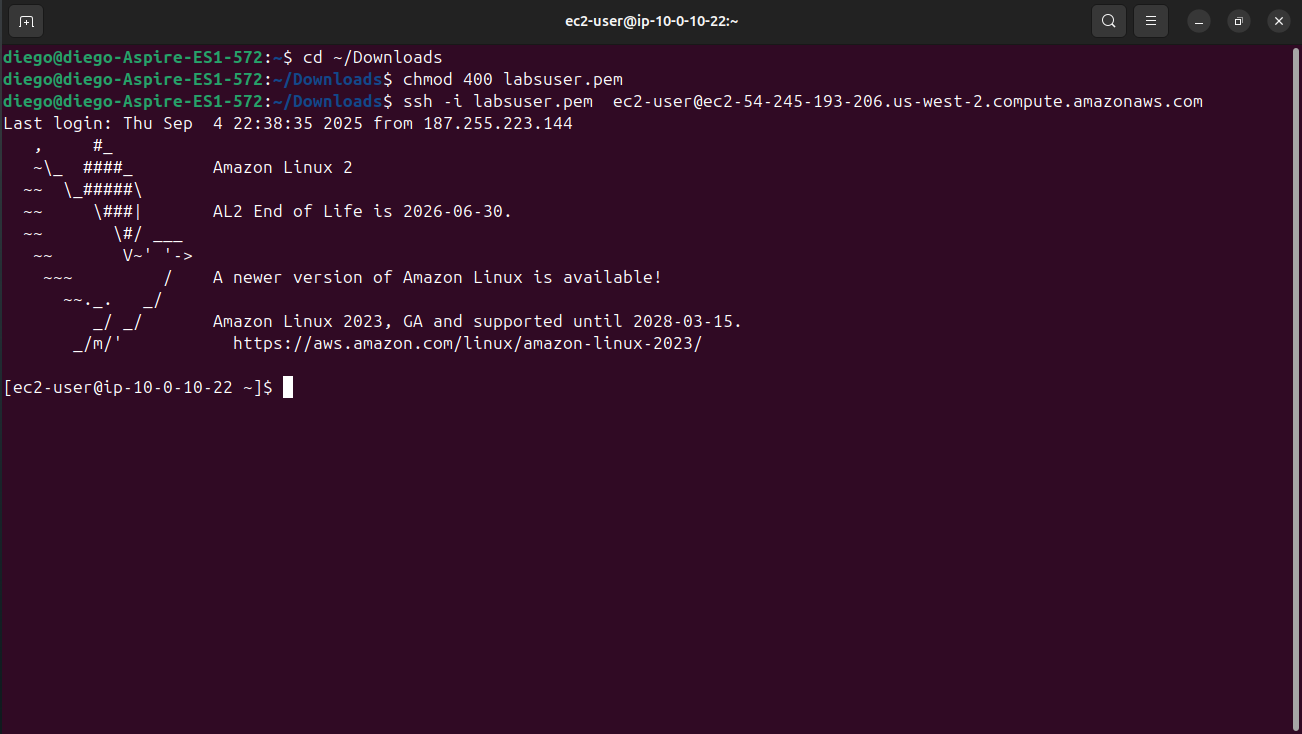 ec2-user@ip-10-0-10-22:~
diego@diego-Aspire-ES1-572:~$ cd ~/Downloads
diego@diego-Aspire-ES1-572:~/Downloads$ chmod 400 labsuser.pem
diego@diego-Aspire-ES1-572:~/Downloads$ ssh -i labsuser.pem  ec2-user@ec2-54-245-193-206.us-west-2.compute.amazonaws.com
Last login: Thu Sep  4 22:38:35 2025 from 187.255.223.144
   ,     #_
   ~\_  ####_        Amazon Linux 2
  ~~  \_#####\
  ~~     \###|       AL2 End of Life is 2026-06-30.
  ~~       \#/ ___
   ~~       V~' '->
    ~~~         /    A newer version of Amazon Linux is available!
      ~~._.   _/
         _/ _/       Amazon Linux 2023, GA and supported until 2028-03-15.
       _/m/'           https://aws.amazon.com/linux/amazon-linux-2023/
[ec2-user@ip-10-0-10-22 ~]$